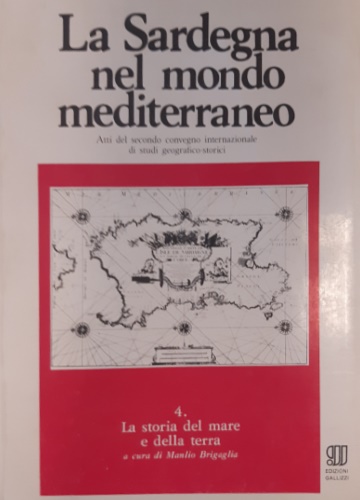 La Sardegna
nel mondo
mediterraneo
Atti del secondo convegno internazionale
di studi geografico-storici
4.
La storia del mare
e della terra
a cura di Manlio Brigaglia
EDIZIONI
GALLIZZI